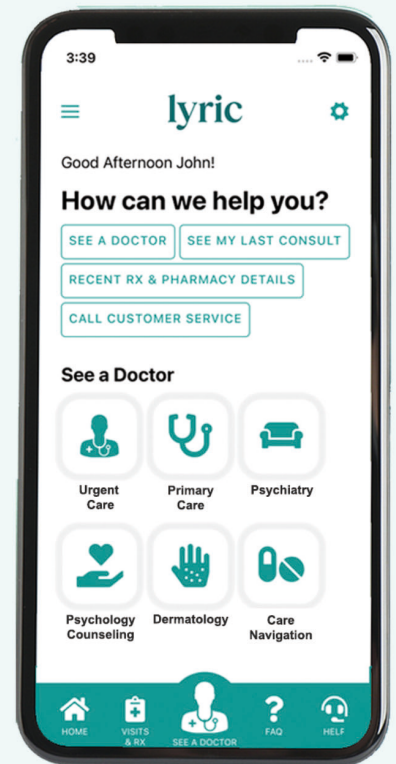 3:39
lyric
Good Afternoon John!
How can we help you?
SEE A DOCTOR SEE MY LAST CONSULT
RECENT RX & PHARMACY DETAILS
CALL CUSTOMER SERVICE
See a Doctor
Urgent
Care
Primary
Care
Psychiatry
Psychology
Counseling
Dermatology
Care
Navigation
HOME
VISITS
& RX
SEE A DOCTOR
FAQ
HELP